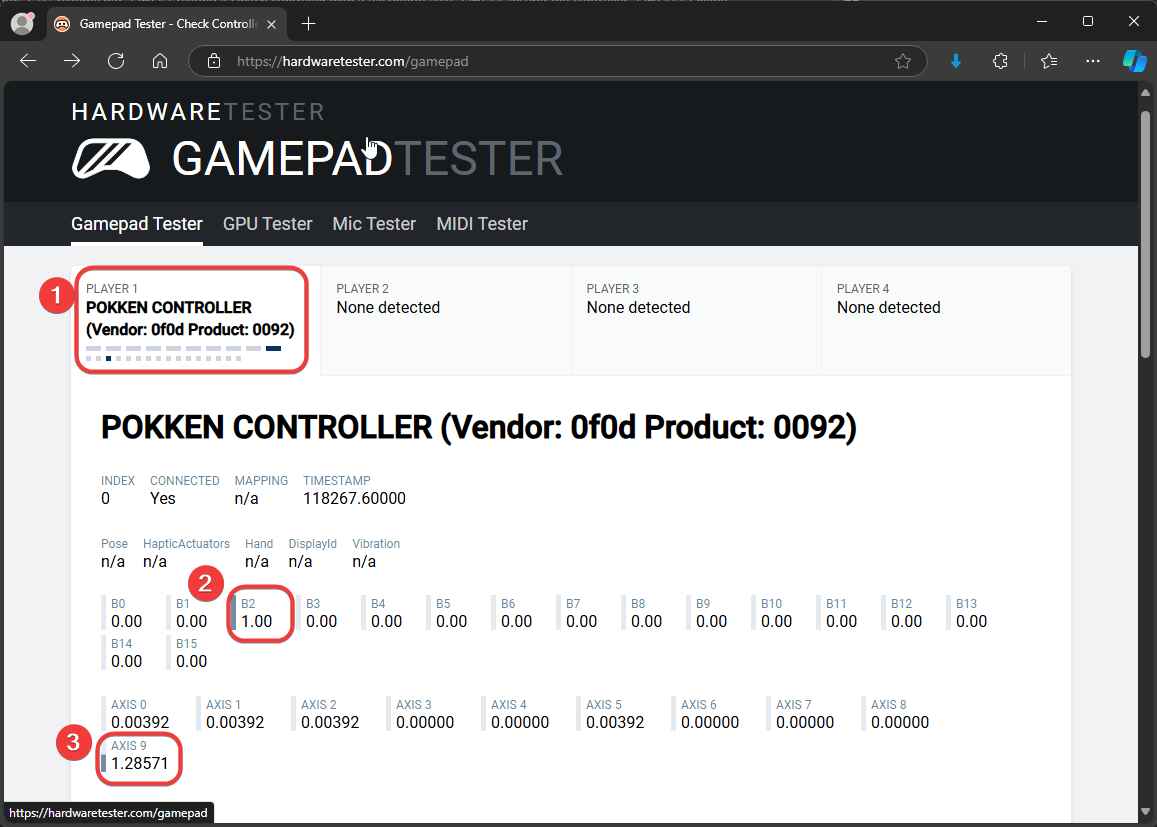 Gamepad Tester - Check Controlle
https://hardwaretester.com/gamepad
HARDWARETESTER
GAMEPADTESTER
Gamepad Tester GPU Tester Mic Tester MIDI Tester
1
PLAYER 1
POKKEN CONTROLLER
(Vendor: 0f0d Product: 0092)
PLAYER 2
None detected
PLAYER 3
None detected
PLAYER 4
None detected
POKKEN CONTROLLER (Vendor: 0f0d Product: 0092)
INDEX CONNECTED MAPPING TIMESTAMP
0 Yes n/a 118267.60000
Pose HapticActuators Hand DisplayId Vibration
n/a n/a n/a n/a n/a
2
B0 B1 B2 B3 B4 B5 B6 B7 B8 B9 B10 B11 B12 B13
0.00 0.00 1.00 0.00 0.00 0.00 0.00 0.00 0.00 0.00 0.00 0.00 0.00 0.00
B14 B15
0.00 0.00
AXIS 0 AXIS 1 AXIS 2 AXIS 3 AXIS 4 AXIS 5 AXIS 6 AXIS 7 AXIS 8
0.00392 0.00392 0.00392 0.00000 0.00000 0.00392 0.00000 0.00000 0.00000
3
AXIS 9
1.28571
https://hardwaretester.com/gamepad